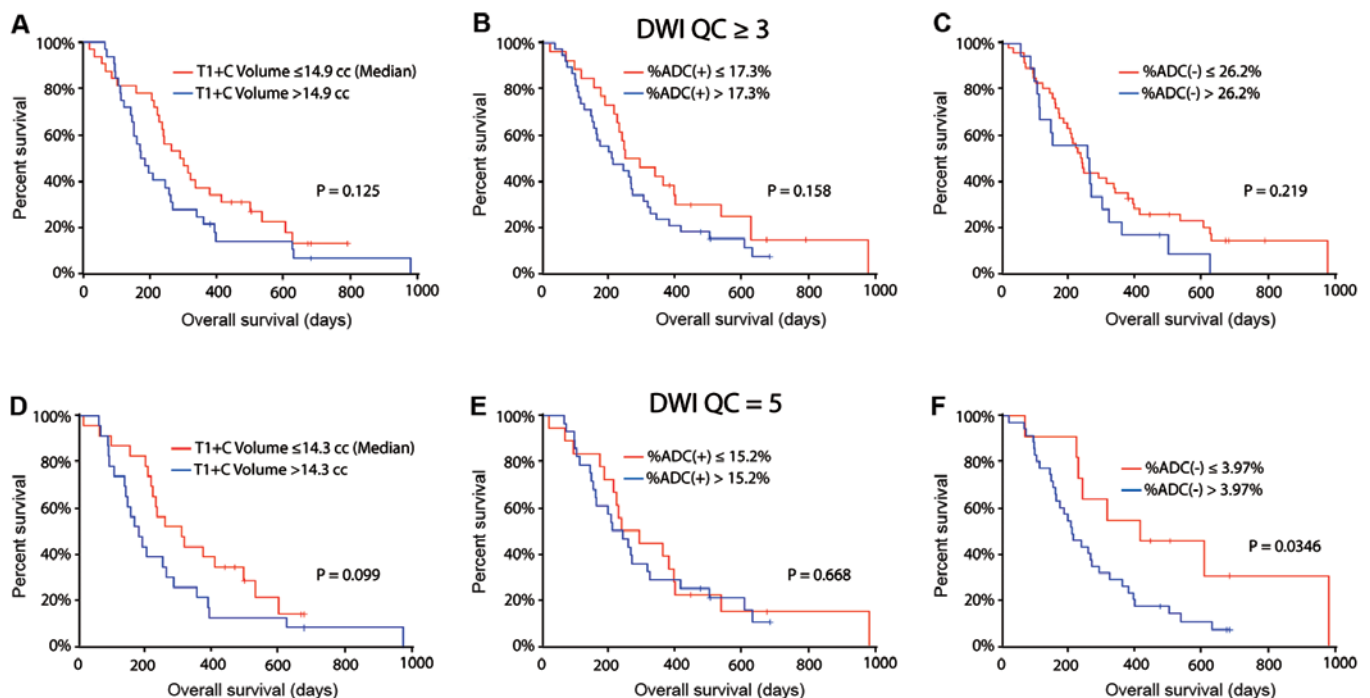 A
100%
80%
60%
40%
20%
0%
Percent survival
T1+C Volume ≤14.9 cc (Median)
T1+C Volume >14.9 cc
P = 0.125
0 200 400 600 800 1000
Overall survival (days)
DWI QC ≥ 3
B
100%
80%
60%
40%
20%
0%
Percent survival
%ADC(+) ≤ 17.3%
%ADC(+) > 17.3%
P = 0.158
0 200 400 600 800 1000
Overall survival (days)
C
100%
80%
60%
40%
20%
0%
Percent survival
%ADC(-) ≤ 26.2%
%ADC(-) > 26.2%
P = 0.219
0 200 400 600 800 1000
Overall survival (days)
D
100%
80%
60%
40%
20%
0%
Percent survival
T1+C Volume ≤14.3 cc (Median)
T1+C Volume >14.3 cc
P = 0.099
0 200 400 600 800 1000
Overall survival (days)
DWI QC = 5
E
100%
80%
60%
40%
20%
0%
Percent survival
%ADC(+) ≤ 15.2%
%ADC(+) > 15.2%
P = 0.668
0 200 400 600 800 1000
Overall survival (days)
F
100%
80%
60%
40%
20%
0%
Percent survival
%ADC(-) ≤ 3.97%
%ADC(-) > 3.97%
P = 0.0346
0 200 400 600 800 1000
Overall survival (days)